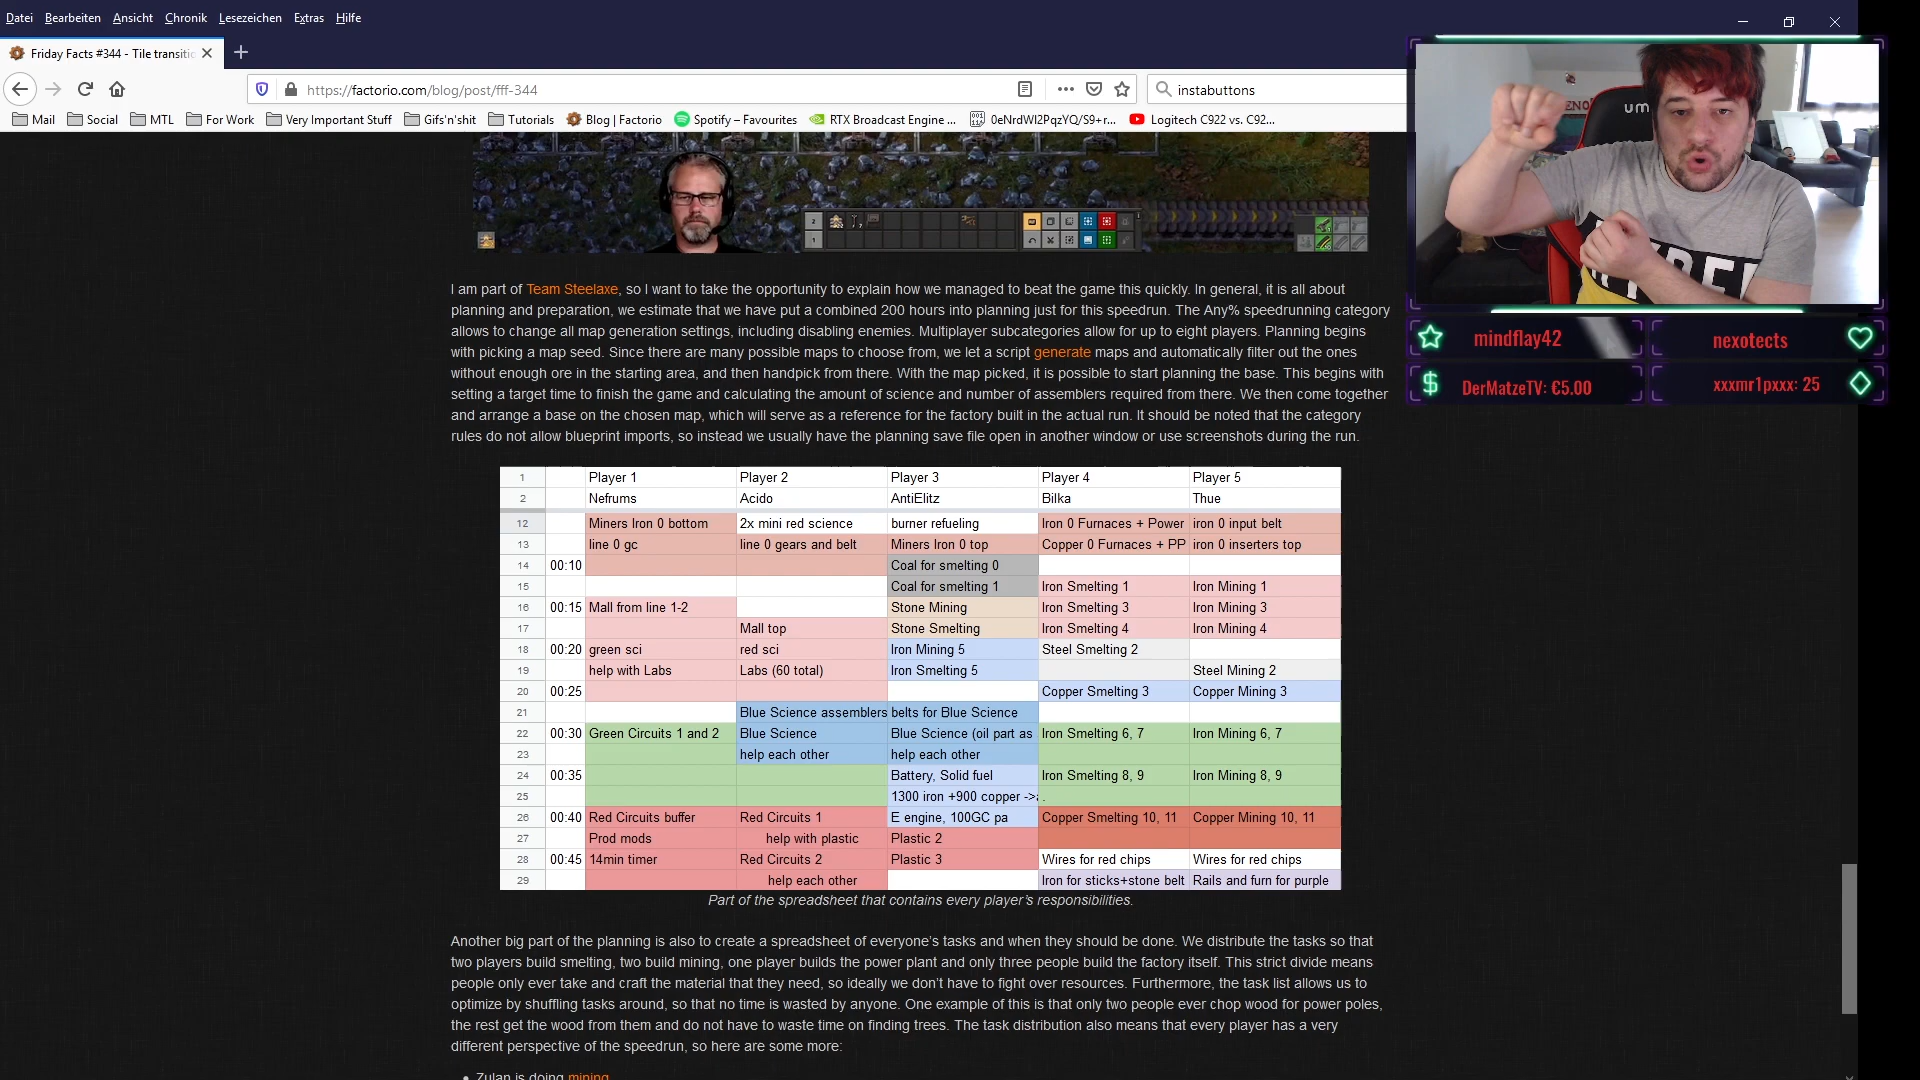 Datei Bearbeiten Ansicht Chronik Lesezeichen Extras Hilfe
Friday Facts #344 - Tile transitic
https://factorio.com/blog/post/fff-344
instabuttons
Mail Social MTL For Work Very Important Stuff Gifs'n'shit Tutorials Blog | Factorio Spotify – Favourites RTX Broadcast Engine ... 0eNrdWl2PqzYQ/S9+r... Logitech C922 vs. C92...
I am part of Team Steelaxe, so I want to take the opportunity to explain how we managed to beat the game this quickly. In general, it is all about
planning and preparation, we estimate that we have put a combined 200 hours into planning just for this speedrun. The Any% speedrunning category
allows to change all map generation settings, including disabling enemies. Multiplayer subcategories allow for up to eight players. Planning begins
with picking a map seed. Since there are many possible maps to choose from, we let a script generate maps and automatically filter out the ones
without enough ore in the starting area, and then handpick from there. With the map picked, it is possible to start planning the base. This begins with
setting a target time to finish the game and calculating the amount of science and number of assemblers required from there. We then come together
and arrange a base on the chosen map, which will serve as a reference for the factory built in the actual run. It should be noted that the category
rules do not allow blueprint imports, so instead we usually have the planning save file open in another window or use screenshots during the run.
1 Player 1 Player 2 Player 3 Player 4 Player 5
2 Nefrums Acido AntiElitz Bilka Thue
12 Miners Iron 0 bottom 2x mini red science burner refueling Iron 0 Furnaces + Power iron 0 input belt
13 line 0 gc line 0 gears and belt Miners Iron 0 top Copper 0 Furnaces + PP iron 0 inserters top
14 00:10 Coal for smelting 0
15 Coal for smelting 1 Iron Smelting 1 Iron Mining 1
16 00:15 Mall from line 1-2 Stone Mining Iron Smelting 3 Iron Mining 3
17 Mall top Stone Smelting Iron Smelting 4 Iron Mining 4
18 00:20 green sci red sci Iron Mining 5 Steel Smelting 2
19 help with Labs Labs (60 total) Iron Smelting 5 Steel Mining 2
20 00:25 Copper Smelting 3 Copper Mining 3
21 Blue Science assemblers belts for Blue Science
22 00:30 Green Circuits 1 and 2 Blue Science Blue Science (oil part as Iron Smelting 6, 7 Iron Mining 6, 7
23 help each other help each other
24 00:35 Battery, Solid fuel Iron Smelting 8, 9 Iron Mining 8, 9
25 1300 iron +900 copper -> .
26 00:40 Red Circuits buffer Red Circuits 1 E engine, 100GC pa Copper Smelting 10, 11 Copper Mining 10, 11
27 Prod mods help with plastic Plastic 2
28 00:45 14min timer Red Circuits 2 Plastic 3 Wires for red chips Wires for red chips
29 help each other Iron for sticks+stone belt Rails and furn for purple
Part of the spreadsheet that contains every player's responsibilities.
Another big part of the planning is also to create a spreadsheet of everyone's tasks and when they should be done. We distribute the tasks so that
two players build smelting, two build mining, one player builds the power plant and only three people build the factory itself. This strict divide means
people only ever take and craft the material that they need, so ideally we don't have to fight over resources. Furthermore, the task list allows us to
optimize by shuffling tasks around, so that no time is wasted by anyone. One example of this is that only two people ever chop wood for power poles,
the rest get the wood from them and do not have to waste time on finding trees. The task distribution also means that every player has a very
different perspective of the speedrun, so here are some more:
• Zulan is doing mining
um
mindflay42
nexotects
DerMatzeTV: €5.00
xxxmr1pxxx: 25